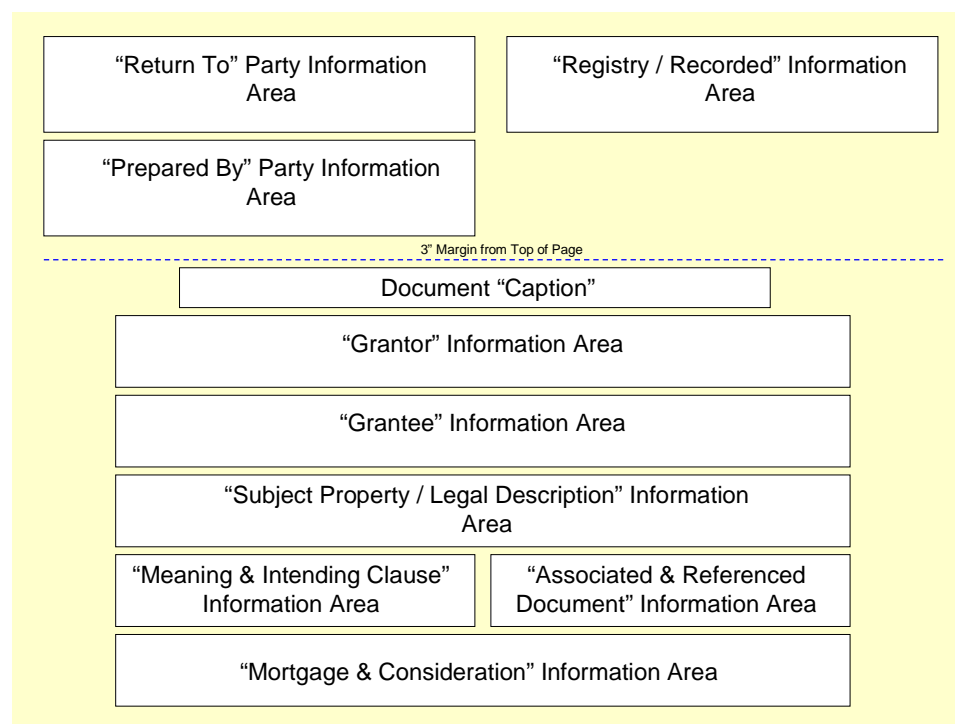 “Return To” Party Information
Area
“Registry / Recorded” Information
Area
“Prepared By” Party Information
Area
3” Margin from Top of Page
Document “Caption”
“Grantor” Information Area
“Grantee” Information Area
“Subject Property / Legal Description” Information
Area
“Meaning & Intending Clause”
Information Area
“Associated & Referenced
Document” Information Area
“Mortgage & Consideration” Information Area